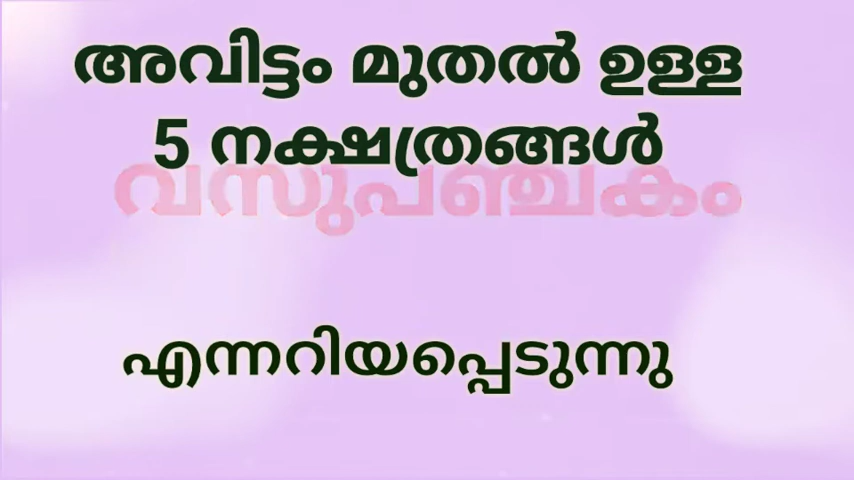 അവിട്ടം മുതൽ ഉള്ള
5 നക്ഷത്രങ്ങൾ
വസുപഞ്ചകം
എന്നറിയപ്പെടുന്നു